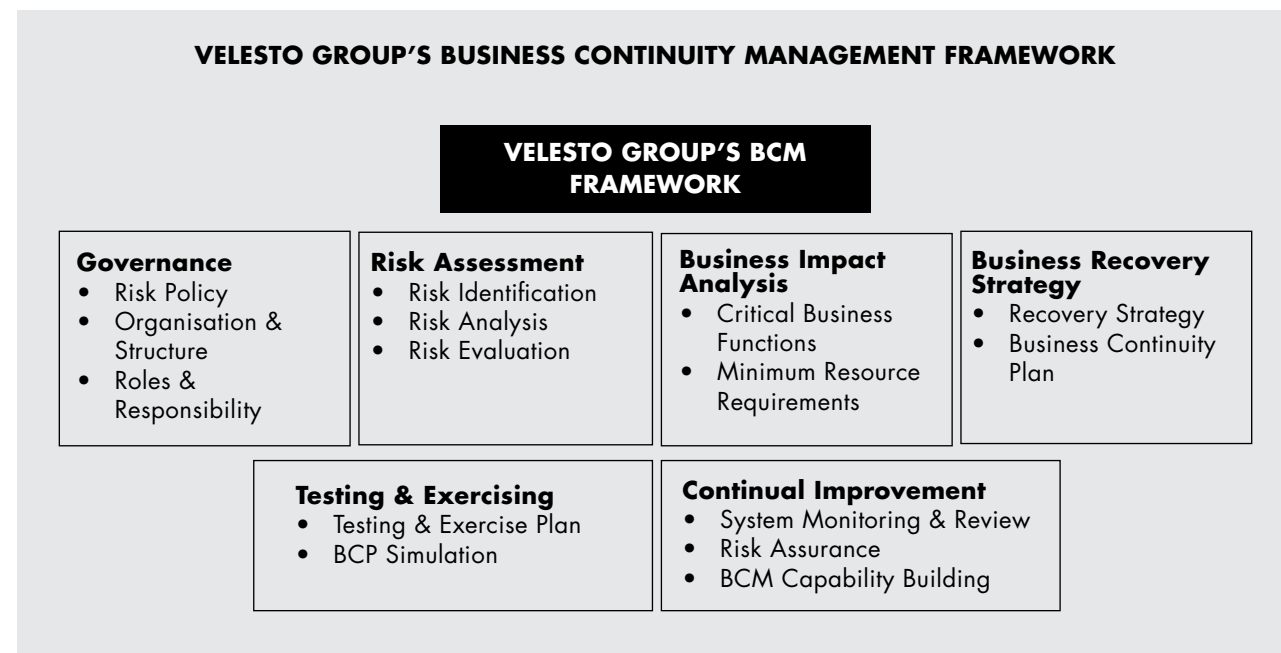 VELESTO GROUP'S BUSINESS CONTINUITY MANAGEMENT FRAMEWORK
VELESTO GROUP'S BCM
FRAMEWORK
Governance
• Risk Policy
• Organisation &
Structure
• Roles &
Responsibility
Risk Assessment
• Risk Identification
• Risk Analysis
• Risk Evaluation
Business Impact
Analysis
• Critical Business
Functions
• Minimum Resource
Requirements
Business Recovery
Strategy
• Recovery Strategy
• Business Continuity
Plan
Testing & Exercising
• Testing & Exercise Plan
• BCP Simulation
Continual Improvement
• System Monitoring & Review
• Risk Assurance
• BCM Capability Building